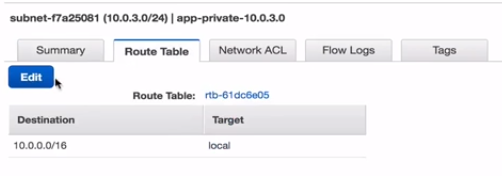 subnet-f7a25081 (10.0.3.0/24) | app-private-10.0.3.0
Summary Route Table Network ACL Flow Logs Tags
Edit
Route Table: rtb-61dc6e05
Destination Target
10.0.0.0/16 local